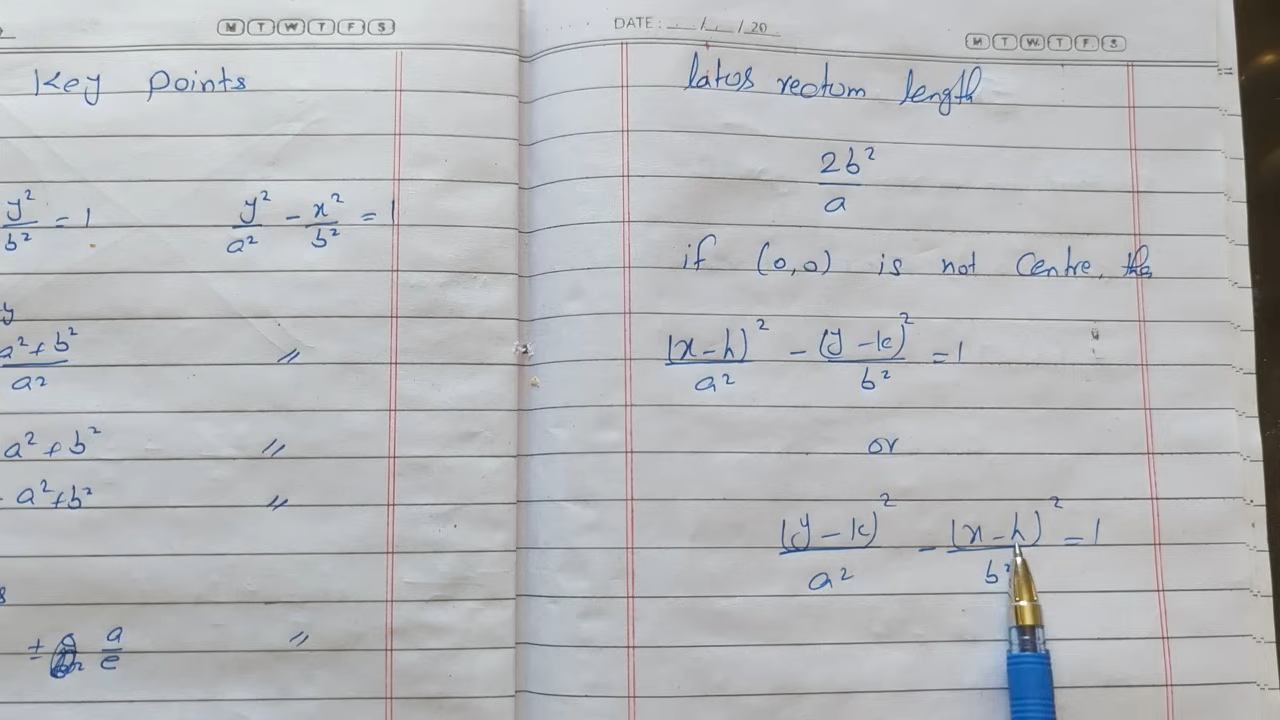 M T W T F S
Key points
y²/b² = 1    y²/a² - x²/b² = 1
y
a²+b²/a²    〃
a²+b²    〃
a²+b²    〃
s
± a/e    〃
DATE: / /20
M T W T F S
latus rectum length
2b²/a
if (0,0) is not centre, then
(x-h)²/a² - (y-k)²/b² = 1
or
(y-k)²/a² - (x-h)²/b² = 1